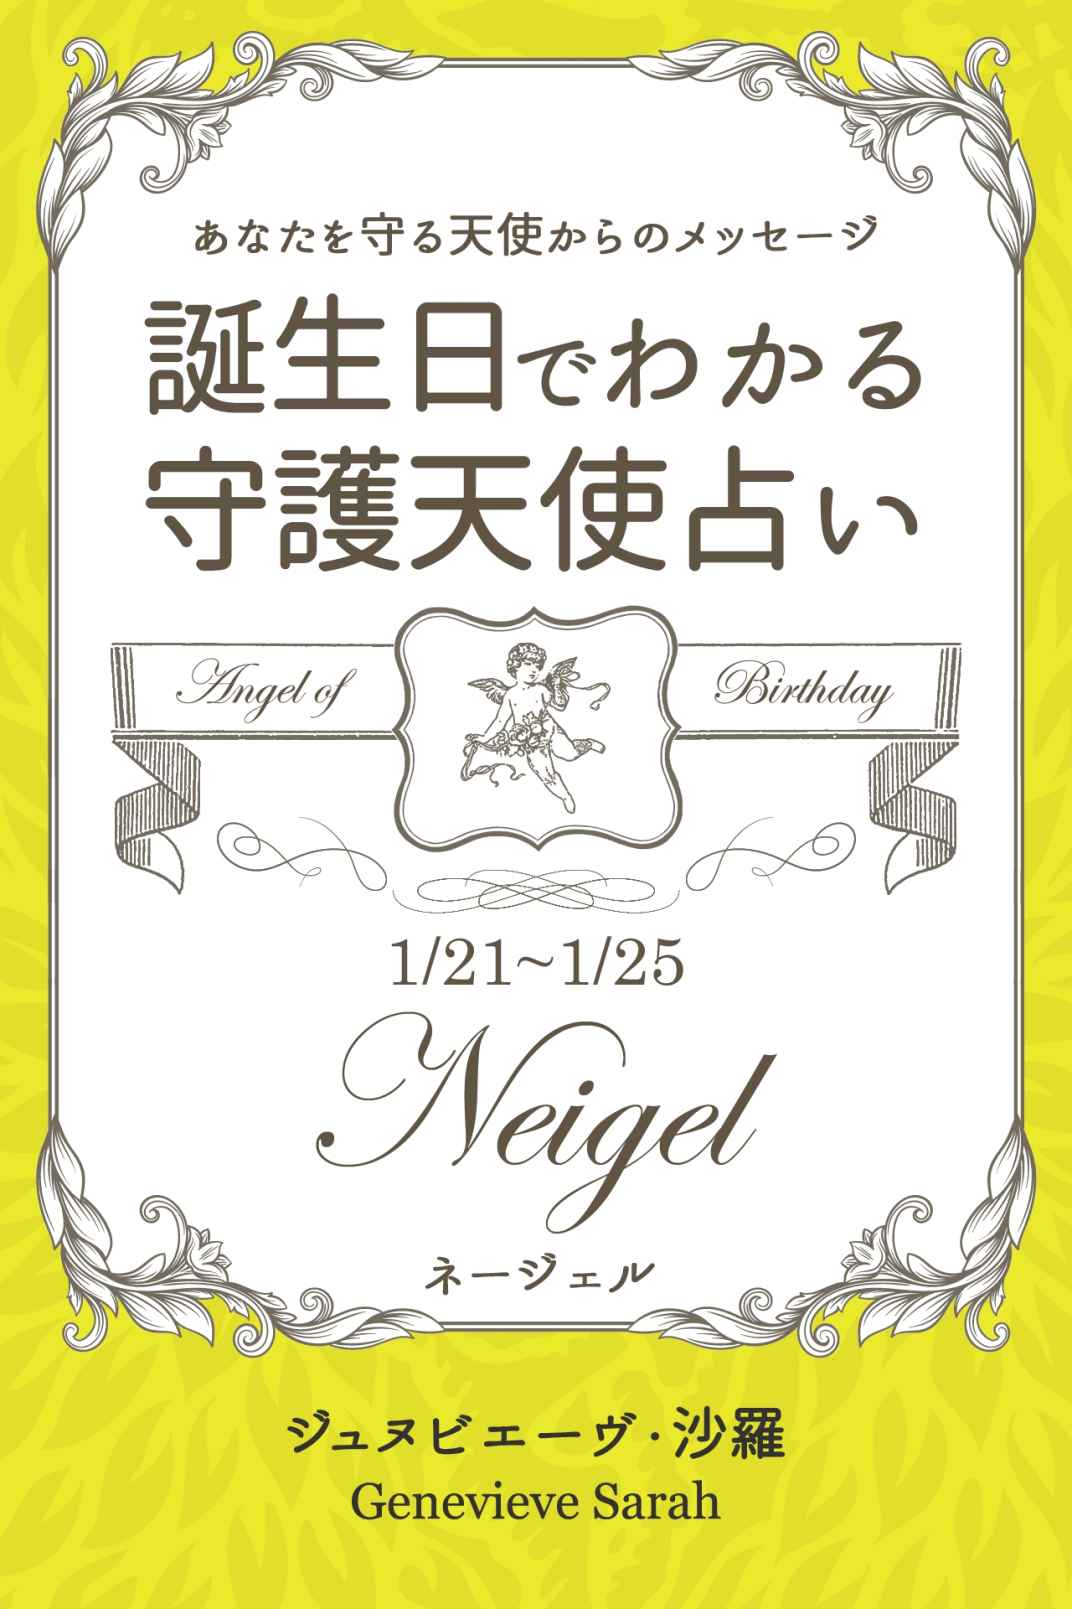 あなたを守る天使からのメッセージ
誕生日でわかる
守護天使占い
Angel of Birthday
1/21~1/25
Neigel
ネージェル
ジュヌビエーヴ・沙羅
Genevieve Sarah